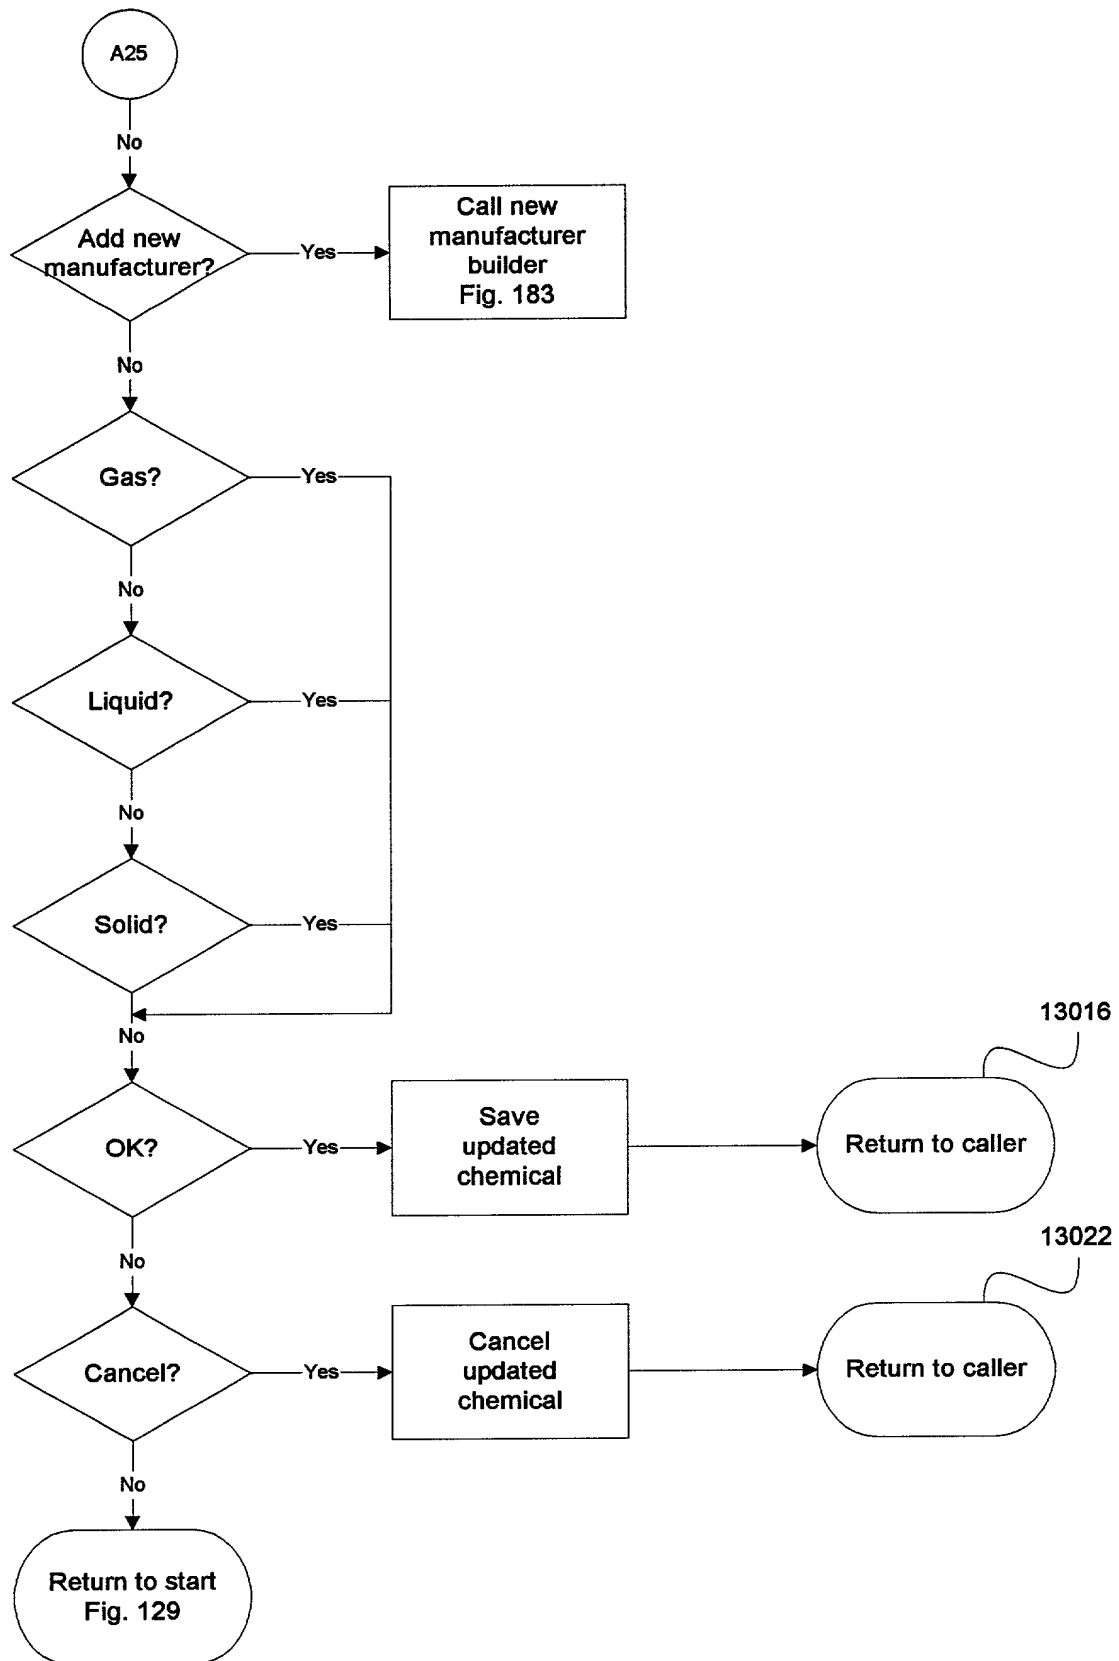 A25
No
Add new
manufacturer?
Yes
Call new
manufacturer
builder
Fig. 183
No
Gas?
Yes
No
Liquid?
Yes
No
Solid?
Yes
No
13016
OK?
Yes
Save
updated
chemical
Return to caller
No
13022
Cancel?
Yes
Cancel
updated
chemical
Return to caller
No
Return to start
Fig. 129